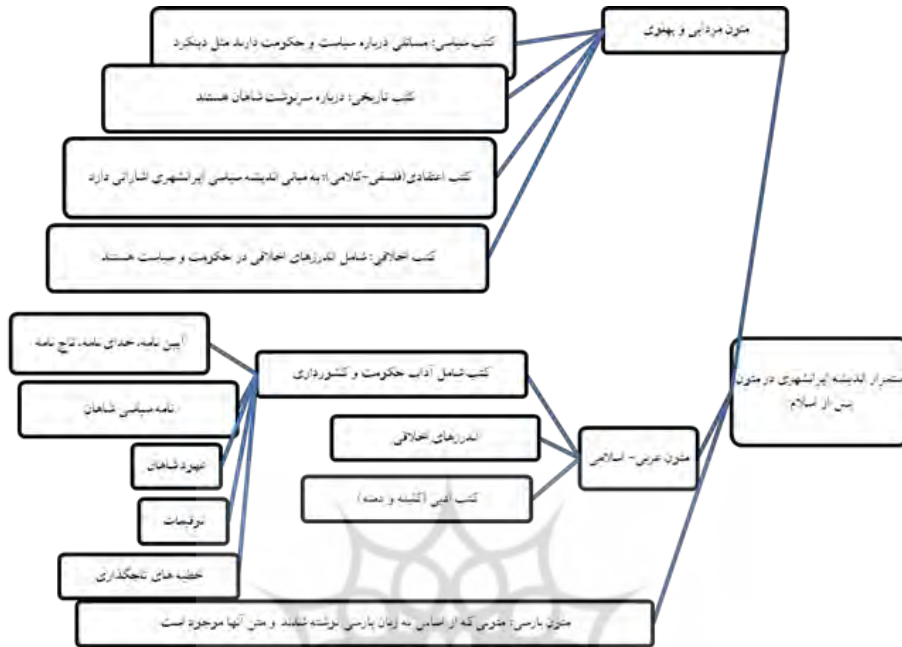 متون مزدایی و پهلوی
کتب سیاسی: مسائلی درباره سیاست و حکومت دارند مثل دینکرد
کتب تاریخی: درباره سرنوشت شاهان هستند
کتب اعتقادی(فلسفی-کلامی): به مبانی اندیشه سیاسی ایرانشهری اشاراتی دارد
کتب اخلاقی: شامل اندرزهای اخلاقی در حکومت و سیاست هستند
ستمرار اندیشه ایرانشهری در متون
پس از اسلام
متون عربی- اسلامی
کتب شامل آداب حکومت و کشورداری
آیین نامه، خدای نامه، تاج نامه
نامه سیاسی شاهان
عهود شاهان
توقیعات
خطبه های تاجگذاری
اندرزهای اخلاقی
کتب ادبی (کلیله و دمنه)
متون پارسی: متونی که از اساس به زبان پارسی نوشته شدند و متن آنها موجود است